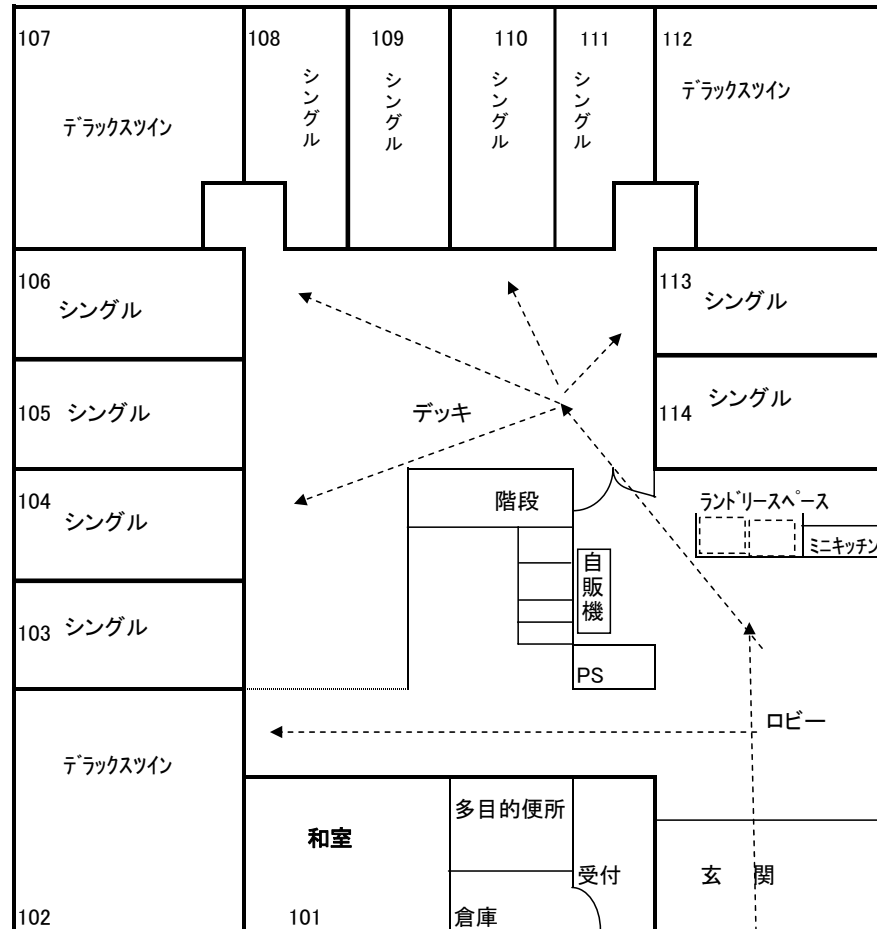 107
108
109
110
111
112
シングル
シングル
シングル
シングル
ﾃﾞﾗｯｸｽﾂｲﾝ
ﾃﾞﾗｯｸｽﾂｲﾝ
106
シングル
113
シングル
105 シングル
デッキ
114
シングル
104
シングル
階段
ﾗﾝﾄﾞﾘｰｽﾍﾟｰｽ
ﾐﾆｷｯﾁﾝ
自販機
103 シングル
PS
ロビー
ﾃﾞﾗｯｸｽﾂｲﾝ
多目的便所
和室
受付
玄 関
102
101
倉庫